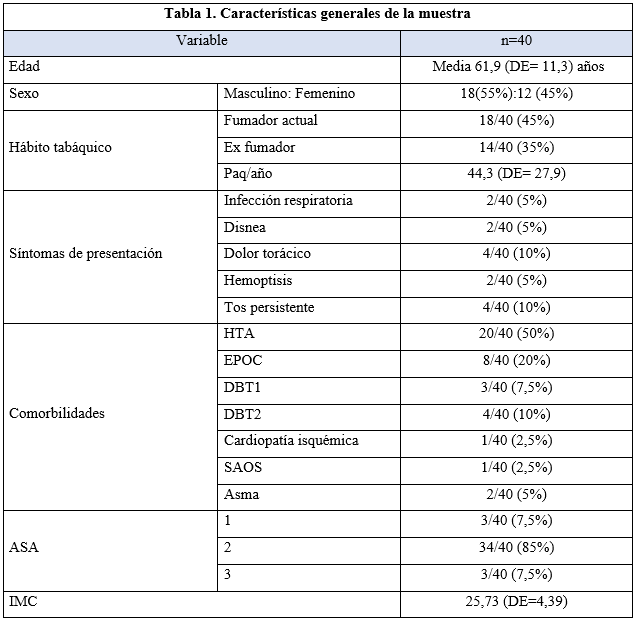 Tabla 1. Características generales de la muestra
Variable n=40
Edad Media 61,9 (DE= 11,3) años
Sexo Masculino: Femenino 18(55%):12 (45%)
Hábito tabáquico
Fumador actual 18/40 (45%)
Ex fumador 14/40 (35%)
Paq/año 44,3 (DE= 27,9)
Síntomas de presentación
Infección respiratoria 2/40 (5%)
Disnea 2/40 (5%)
Dolor torácico 4/40 (10%)
Hemoptisis 2/40 (5%)
Tos persistente 4/40 (10%)
Comorbilidades
HTA 20/40 (50%)
EPOC 8/40 (20%)
DBT1 3/40 (7,5%)
DBT2 4/40 (10%)
Cardiopatía isquémica 1/40 (2,5%)
SAOS 1/40 (2,5%)
Asma 2/40 (5%)
ASA
1 3/40 (7,5%)
2 34/40 (85%)
3 3/40 (7,5%)
IMC 25,73 (DE=4,39)